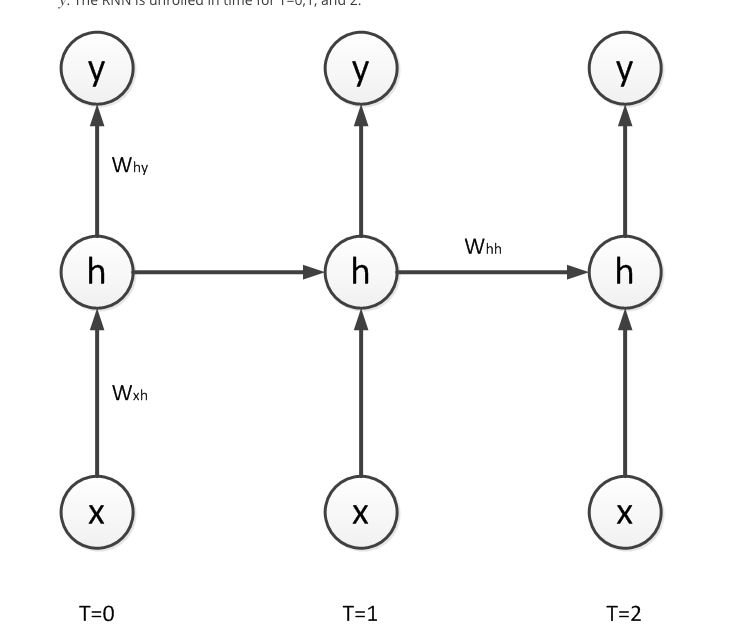 y. The RNN is unrolled in time for T=0,1, and 2.
y y y
Why
h h Whh h
Wxh
x x x
T=0 T=1 T=2